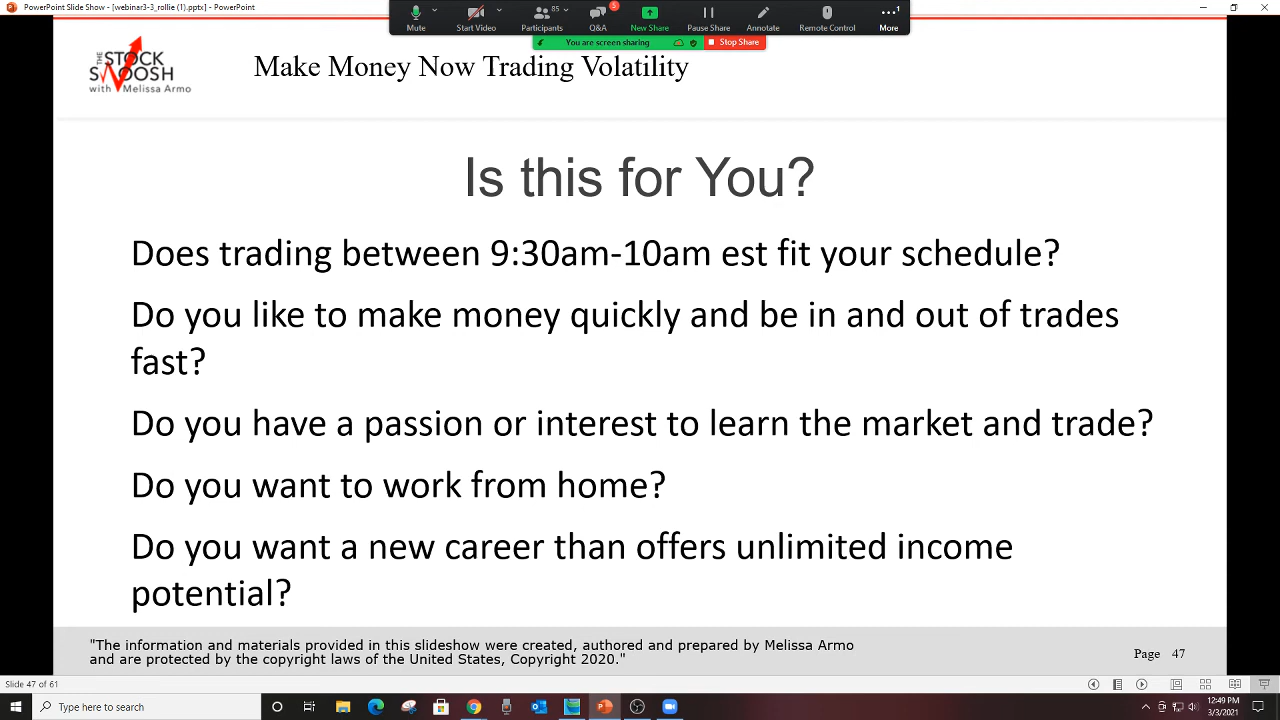 PowerPoint Slide Show - [webinar3-3_rollie (1).pptx] - PowerPoint
Mute
Start Video
85
Participants
5
Q&A
New Share
Pause Share
Annotate
Remote Control
1
More
You are screen sharing
Stop Share
THE STOCK
SWOOSH
with Melissa Armo
Make Money Now Trading Volatility
Is this for You?
Does trading between 9:30am-10am est fit your schedule?
Do you like to make money quickly and be in and out of trades
fast?
Do you have a passion or interest to learn the market and trade?
Do you want to work from home?
Do you want a new career than offers unlimited income
potential?
"The information and materials provided in this slideshow were created, authored and prepared by Melissa Armo
and are protected by the copyright laws of the United States, Copyright 2020."
Page 47
Slide 47 of 61
Type here to search
12:49 PM
3/3/2021